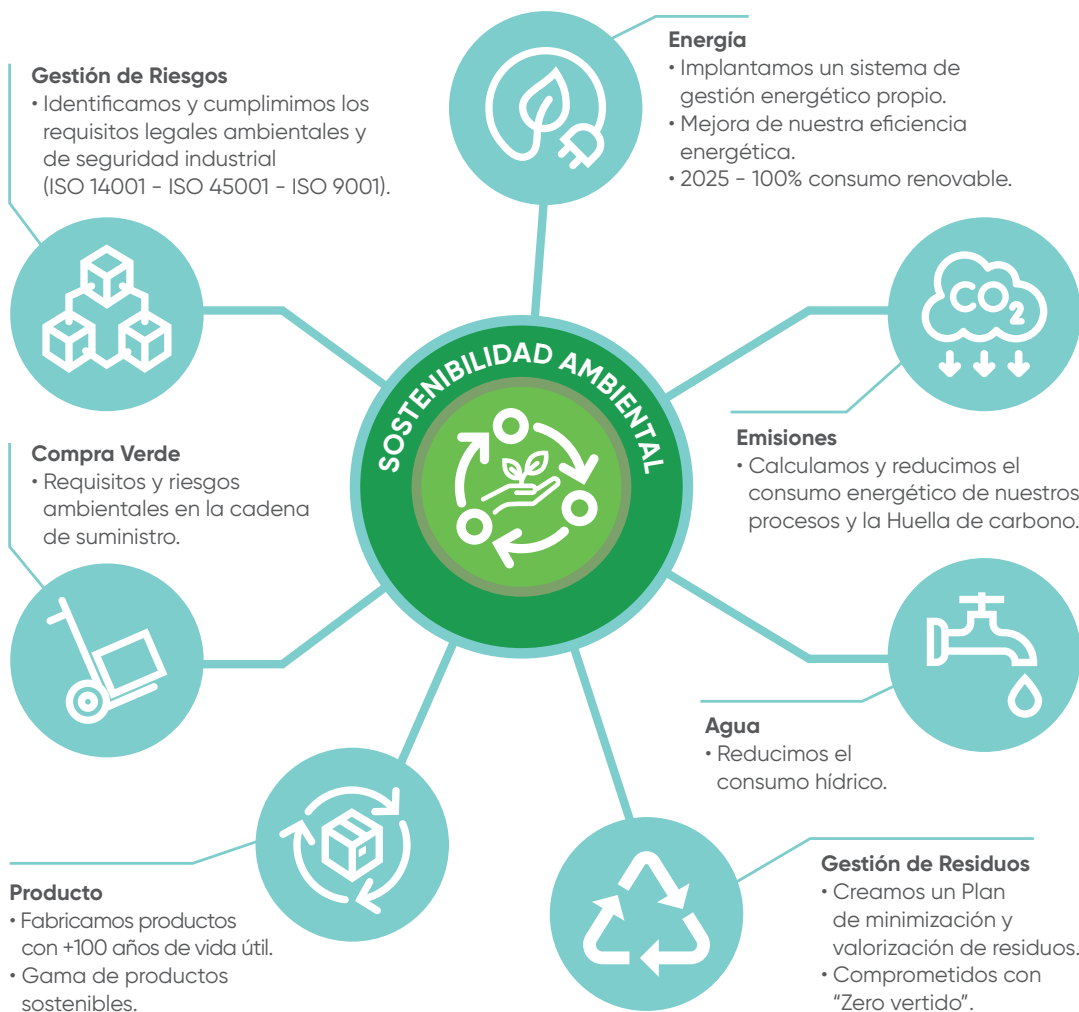 Energía
• Implantamos un sistema de
gestión energético propio.
• Mejora de nuestra eficiencia
energética.
• 2025 - 100% consumo renovable.
Gestión de Riesgos
• Identificamos y cumplimimos los
requisitos legales ambientales y
de seguridad industrial
(ISO 14001 - ISO 45001 - ISO 9001).
CO2
SOSTENIBILIDAD AMBIENTAL
Emisiones
• Calculamos y reducimos el
consumo energético de nuestros
procesos y la Huella de carbono.
Compra Verde
• Requisitos y riesgos
ambientales en la cadena
de suministro.
Agua
• Reducimos el
consumo hídrico.
Gestión de Residuos
• Creamos un Plan
de minimización y
valorización de residuos.
• Comprometidos con
“Zero vertido”.
Producto
• Fabricamos productos
con +100 años de vida útil.
• Gama de productos
sostenibles.